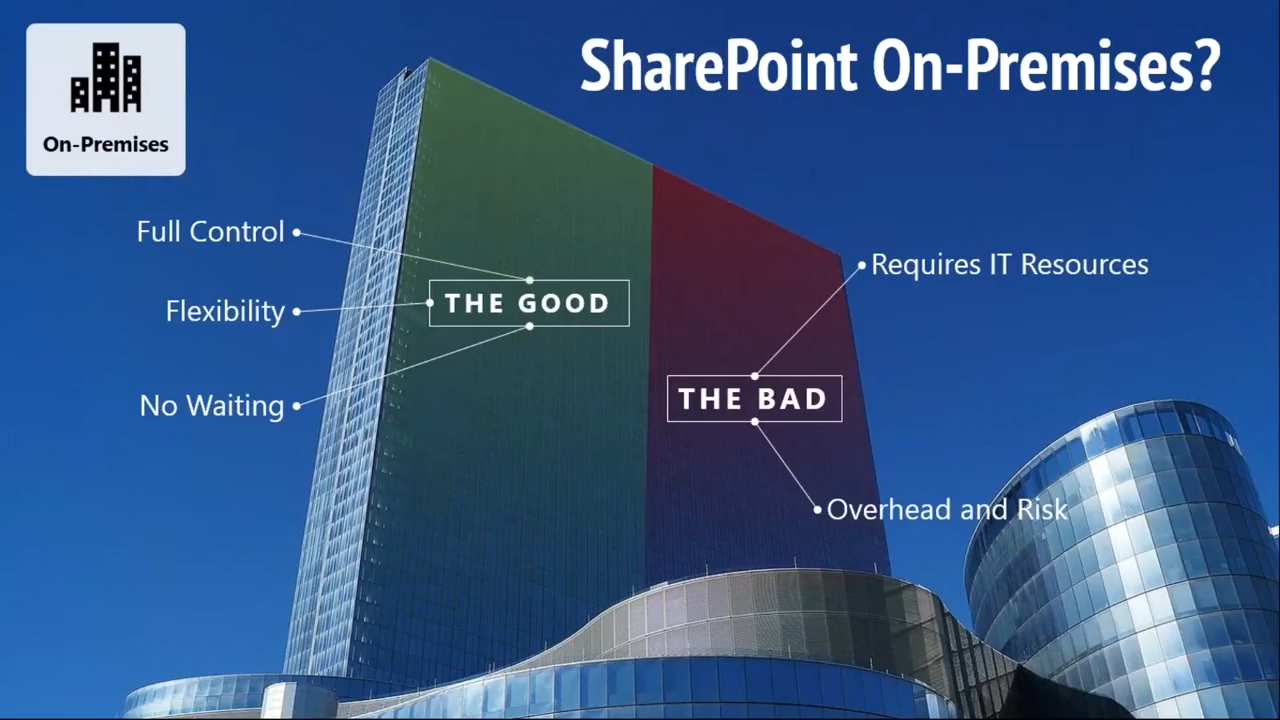 SharePoint On-Premises?
On-Premises
Full Control
Flexibility
No Waiting
THE GOOD
Requires IT Resources
THE BAD
Overhead and Risk